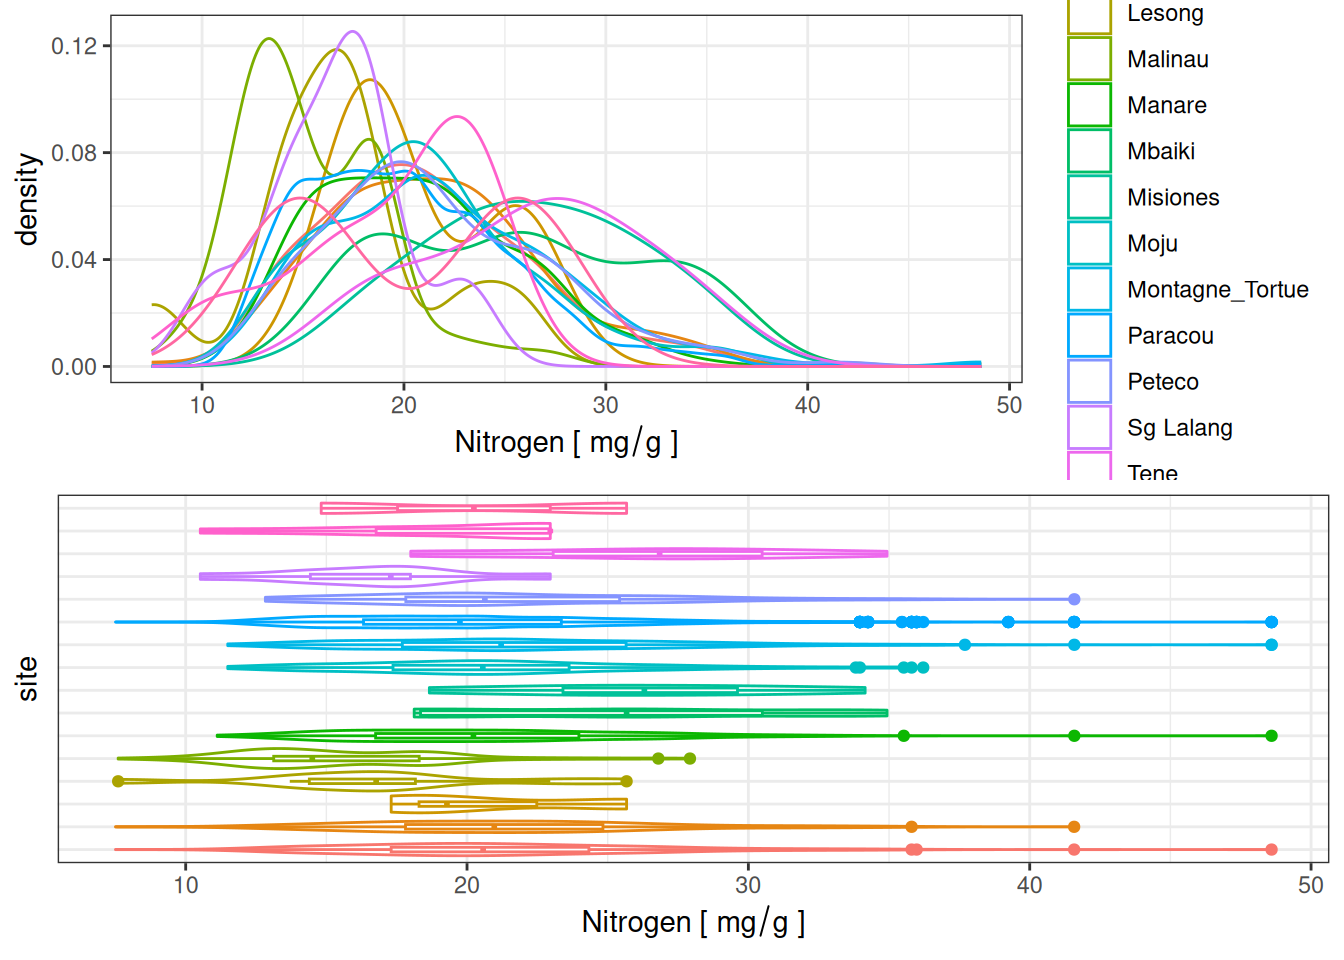 0.12
0.08
0.04
0.00
density
10 20 30 40 50
Nitrogen [ mg/g ]
Lesong
Malinau
Manare
Mbaiki
Misiones
Moju
Montagne_Tortue
Paracou
Peteco
Sg Lalang
Tene
site
10 20 30 40 50
Nitrogen [ mg/g ]